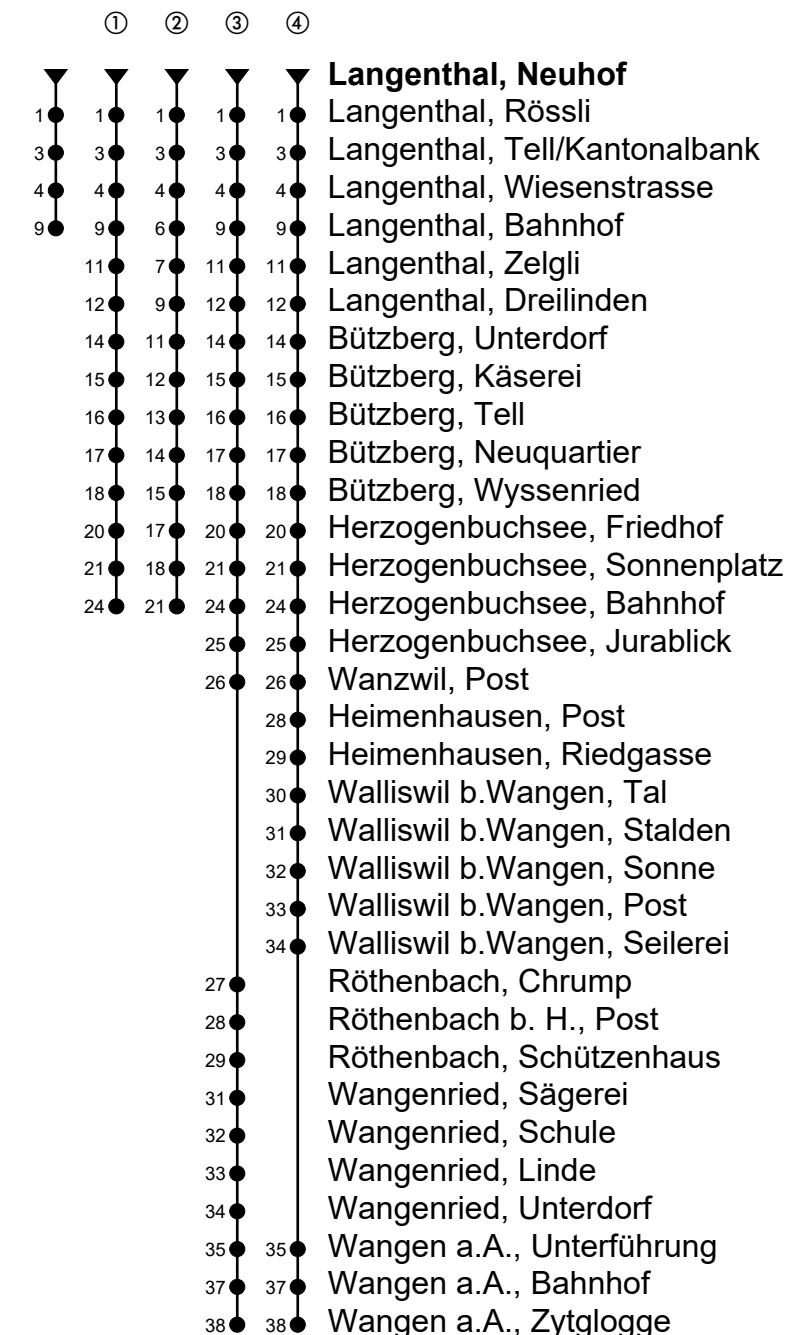 ① ② ③ ④
Langenthal, Neuhof
1 1 1 1 1 Langenthal, Rössli
3 3 3 3 3 Langenthal, Tell/Kantonalbank
4 4 4 4 4 Langenthal, Wiesenstrasse
9 9 6 9 9 Langenthal, Bahnhof
11 7 11 11 Langenthal, Zelgli
12 9 12 12 Langenthal, Dreilinden
14 11 14 14 Bützberg, Unterdorf
15 12 15 15 Bützberg, Käserei
16 13 16 16 Bützberg, Tell
17 14 17 17 Bützberg, Neuquartier
18 15 18 18 Bützberg, Wyssenried
20 17 20 20 Herzogenbuchsee, Friedhof
21 18 21 21 Herzogenbuchsee, Sonnenplatz
24 21 24 24 Herzogenbuchsee, Bahnhof
25 25 Herzogenbuchsee, Jurablick
26 26 Wanzwil, Post
28 Heimenhausen, Post
29 Heimenhausen, Riedgasse
30 Walliswil b.Wangen, Tal
31 Walliswil b.Wangen, Stalden
32 Walliswil b.Wangen, Sonne
33 Walliswil b.Wangen, Post
34 Walliswil b.Wangen, Seilerei
27 Röthenbach, Chrump
28 Röthenbach b. H., Post
29 Röthenbach, Schützenhaus
31 Wangenried, Sägerei
32 Wangenried, Schule
33 Wangenried, Linde
34 Wangenried, Unterdorf
35 35 Wangen a.A., Unterführung
37 37 Wangen a.A., Bahnhof
38 38 Wangen a.A., Zytglogge